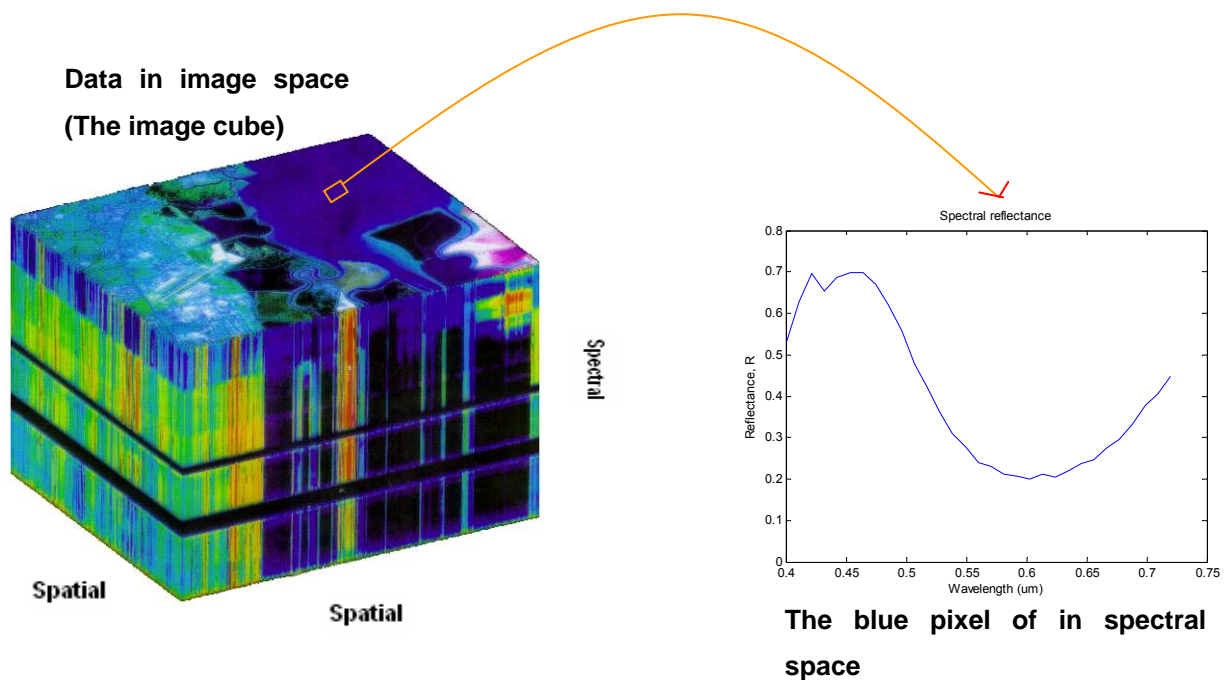 Data in image space
(The image cube)
Spectral
Spatial
Spatial
Spectral reflectance
0.8
0.7
0.6
0.5
0.4
0.3
0.2
0.1
0
Reflectance, R
0.4 0.45 0.5 0.55 0.6 0.65 0.7 0.75
Wavelength (um)
The blue pixel of in spectral
space